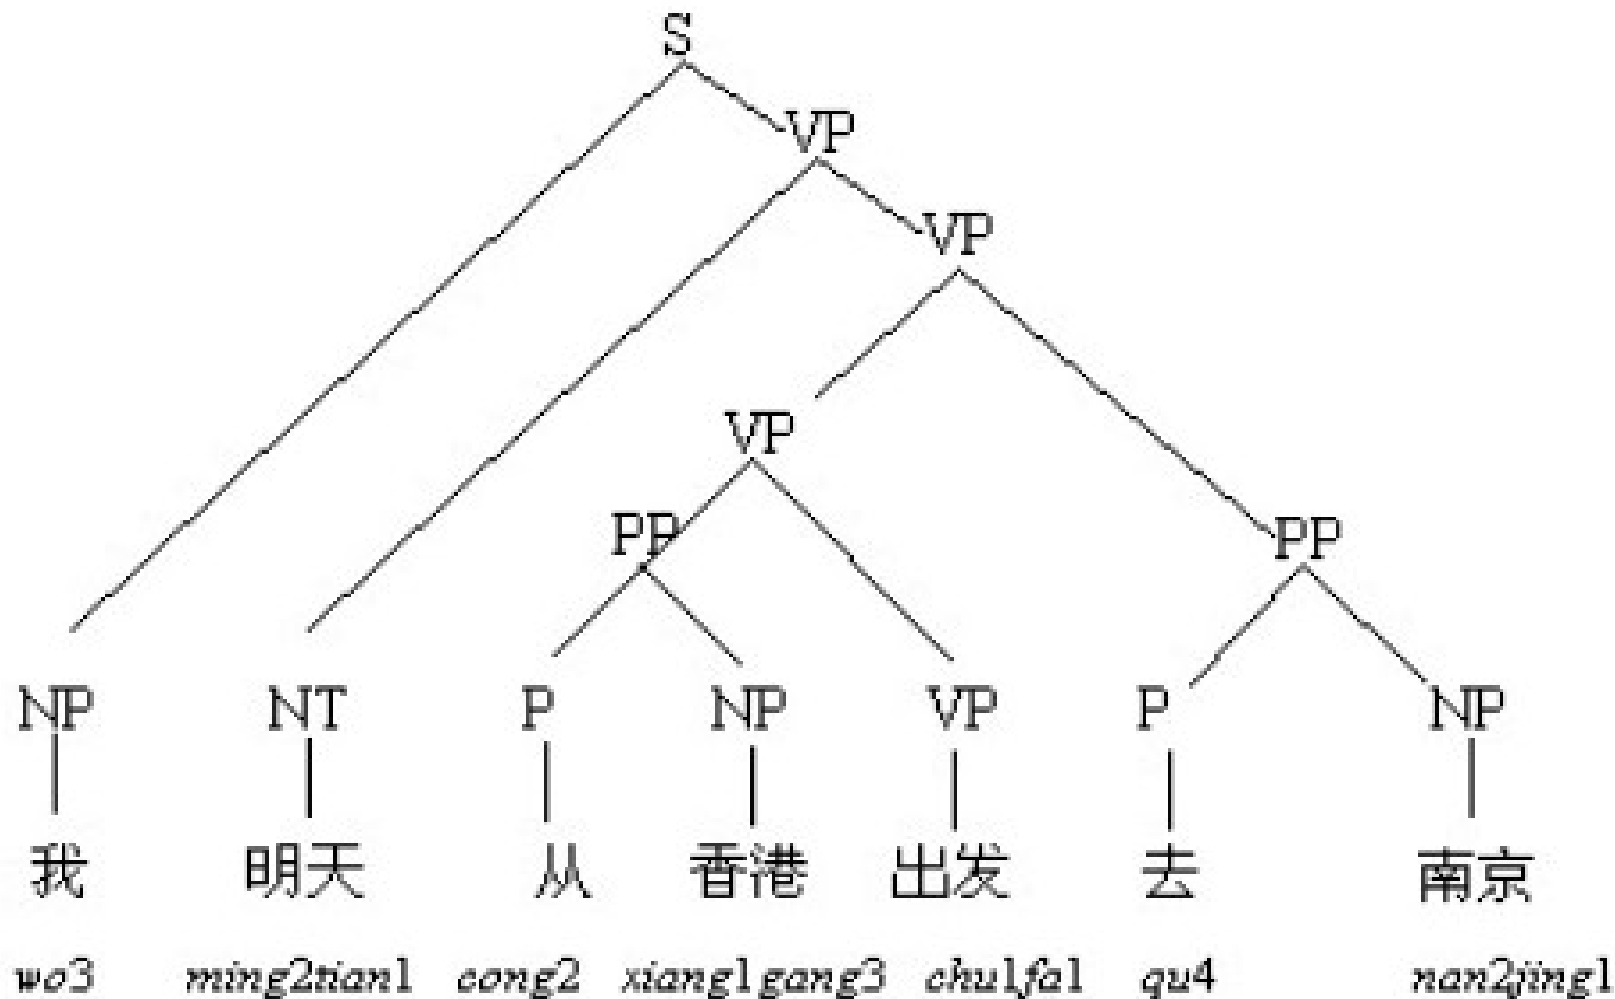 S
VP
VP
VP
PP PP
NP NT P NP VP P NP
我 明天 从 香港 出发 去 南京
wo3 ming2tian1 cong2 xiang1gang3 chu1fa1 qu4 nan2jing1